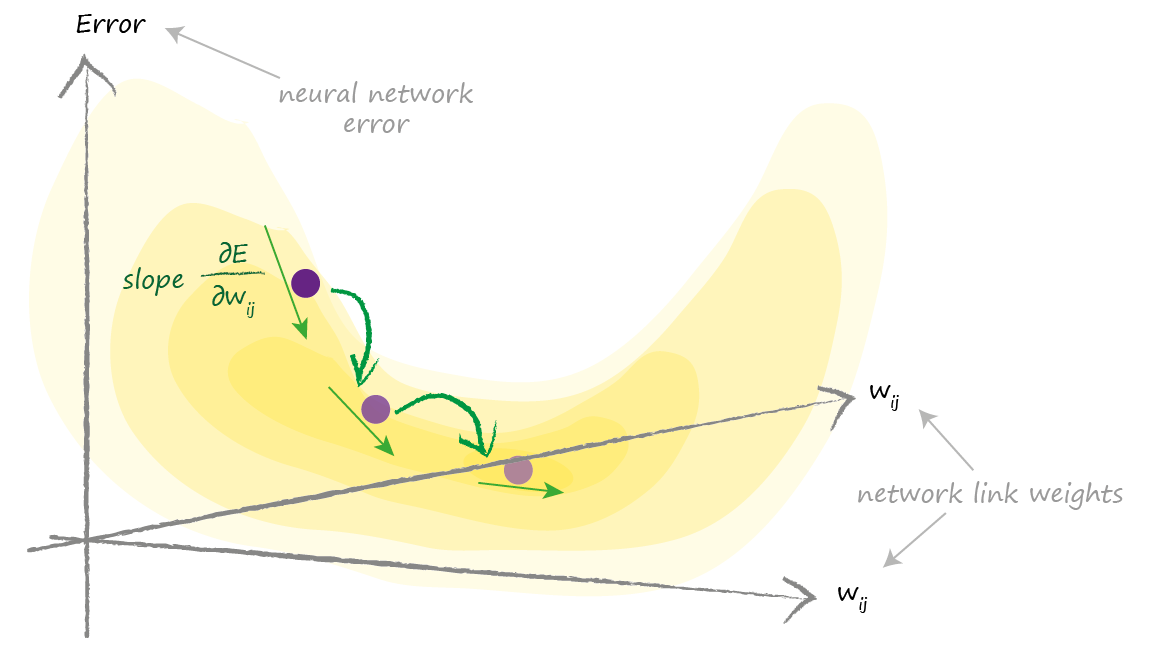 Error
neural network
error
slope ∂E
∂wij
wij
network link weights
wij